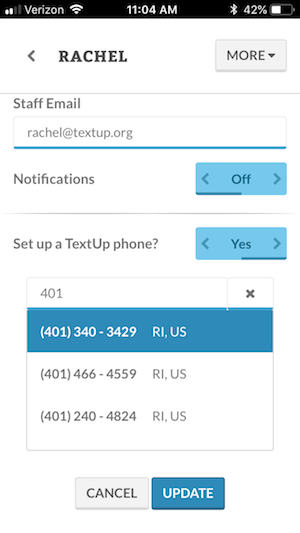 Verizon 11:04 AM 42%
RACHEL MORE
Staff Email
rachel@textup.org
Notifications Off
Set up a TextUp phone? Yes
401
(401) 340 - 3429 RI, US
(401) 466 - 4559 RI, US
(401) 240 - 4824 RI, US
CANCEL UPDATE